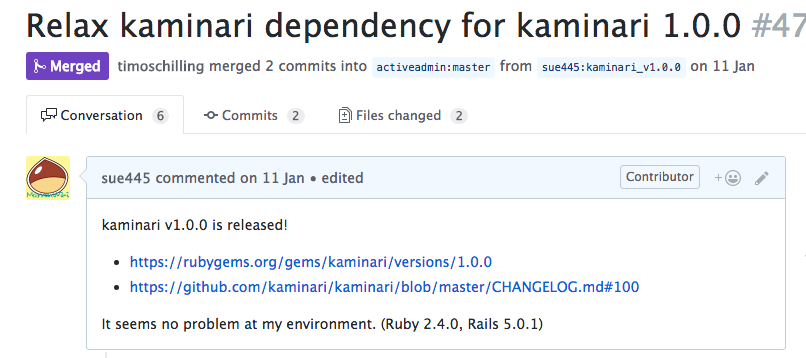 Relax kaminari dependency for kaminari 1.0.0 #47
Merged timoschilling merged 2 commits into activeadmin:master from sue445:kaminari_v1.0.0 on 11 Jan
Conversation 6 Commits 2 Files changed 2
sue445 commented on 11 Jan • edited Contributor
kaminari v1.0.0 is released!
• https://rubygems.org/gems/kaminari/versions/1.0.0
• https://github.com/kaminari/kaminari/blob/master/CHANGELOG.md#100
It seems no problem at my environment. (Ruby 2.4.0, Rails 5.0.1)